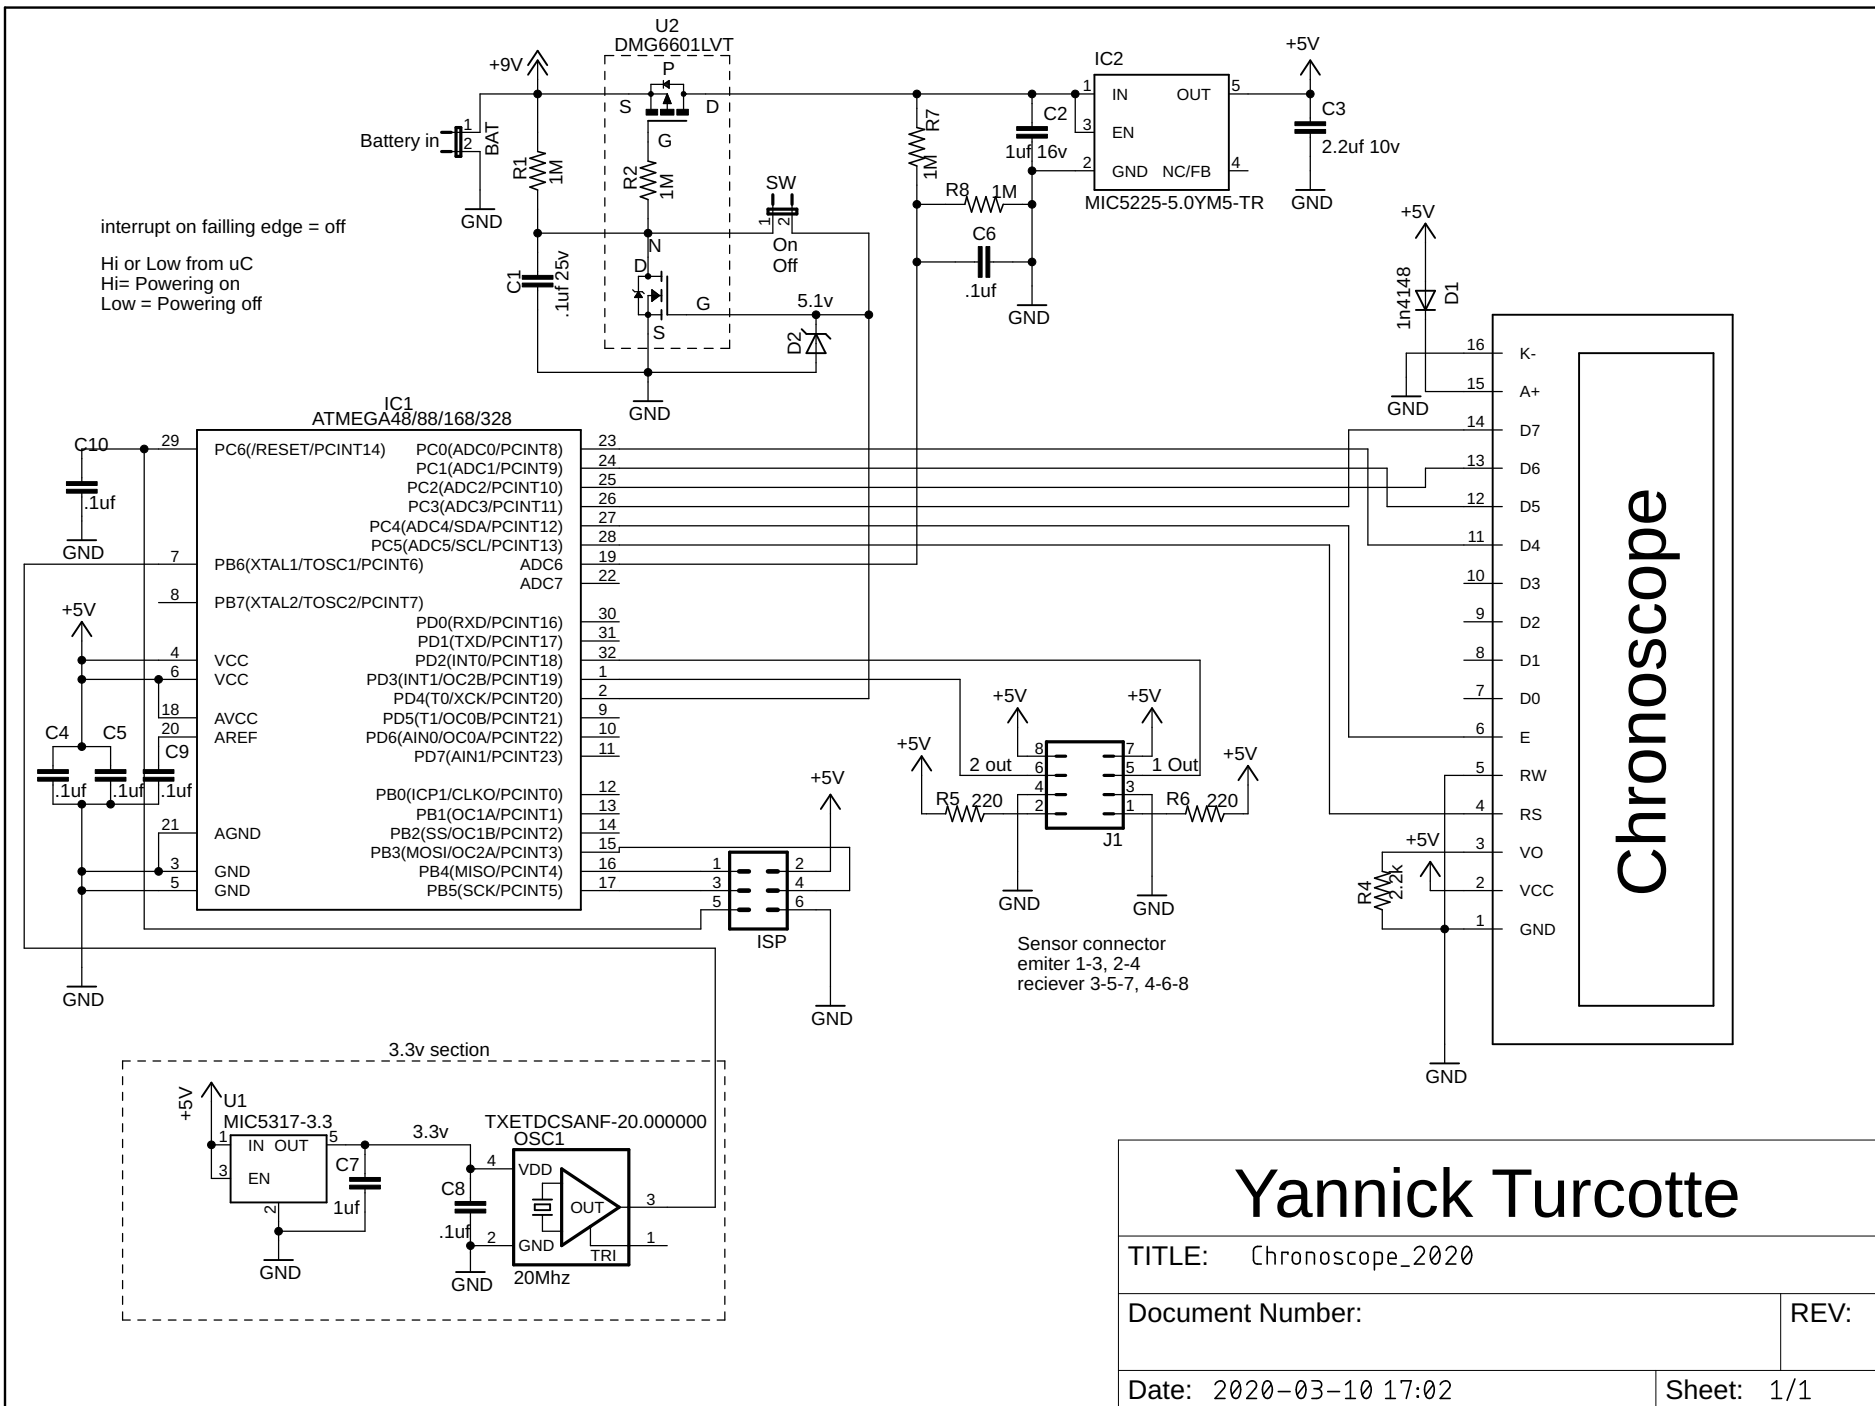 U2
DMG6601LVT
+9V
P
S
D
G
Battery in
1
2
BAT
R1
1M
R2
1M
SW
1
2
On
Off
N
D
G
S
5.1v
D2
C1
.1uf 25v
GND
GND
interrupt on failling edge = off
Hi or Low from uC
Hi= Powering on
Low = Powering off
R7
1M
R8
1M
C6
.1uf
C2
1uf 16v
GND
IC2
1
IN
OUT
5
3
EN
2
GND
NC/FB
4
MIC5225-5.0YM5-TR
+5V
C3
2.2uf 10v
GND
+5V
1n4148
D1
GND
16
K-
15
A+
14
D7
13
D6
12
D5
11
D4
10
D3
9
D2
8
D1
7
D0
6
E
5
RW
4
RS
3
VO
2
VCC
1
GND
Chronoscope
+5V
R4
2.2k
GND
IC1
ATMEGA48/88/168/328
C10
.1uf
GND
29
PC6(/RESET/PCINT14)
7
PB6(XTAL1/TOSC1/PCINT6)
8
PB7(XTAL2/TOSC2/PCINT7)
+5V
4
VCC
6
VCC
18
AVCC
20
AREF
21
AGND
3
GND
5
GND
C4
.1uf
C5
.1uf
C9
.1uf
GND
PC0(ADC0/PCINT8)
23
PC1(ADC1/PCINT9)
24
PC2(ADC2/PCINT10)
25
PC3(ADC3/PCINT11)
26
PC4(ADC4/SDA/PCINT12)
27
PC5(ADC5/SCL/PCINT13)
28
ADC6
19
ADC7
22
PD0(RXD/PCINT16)
30
PD1(TXD/PCINT17)
31
PD2(INT0/PCINT18)
32
PD3(INT1/OC2B/PCINT19)
1
PD4(T0/XCK/PCINT20)
2
PD5(T1/OC0B/PCINT21)
9
PD6(AIN0/OC0A/PCINT22)
10
PD7(AIN1/PCINT23)
11
PB0(ICP1/CLKO/PCINT0)
12
PB1(OC1A/PCINT1)
13
PB2(SS/OC1B/PCINT2)
14
PB3(MOSI/OC2A/PCINT3)
15
PB4(MISO/PCINT4)
16
PB5(SCK/PCINT5)
17
+5V
1
2
3
4
5
6
ISP
GND
+5V
+5V
+5V
+5V
2 out
1 Out
8
7
6
5
4
3
2
1
R5
220
R6
220
J1
GND
GND
Sensor connector
emiter 1-3, 2-4
reciever 3-5-7, 4-6-8
3.3v section
+5V
U1
MIC5317-3.3
1
IN
OUT
5
3
EN
2
GND
3.3v
C7
1uf
C8
.1uf
GND
TXETDCSANF-20.000000
OSC1
4
VDD
OUT
3
2
GND
TRI
1
20Mhz
Yannick Turcotte
TITLE: Chronoscope_2020
Document Number:
REV:
Date: 2020-03-10 17:02
Sheet: 1/1